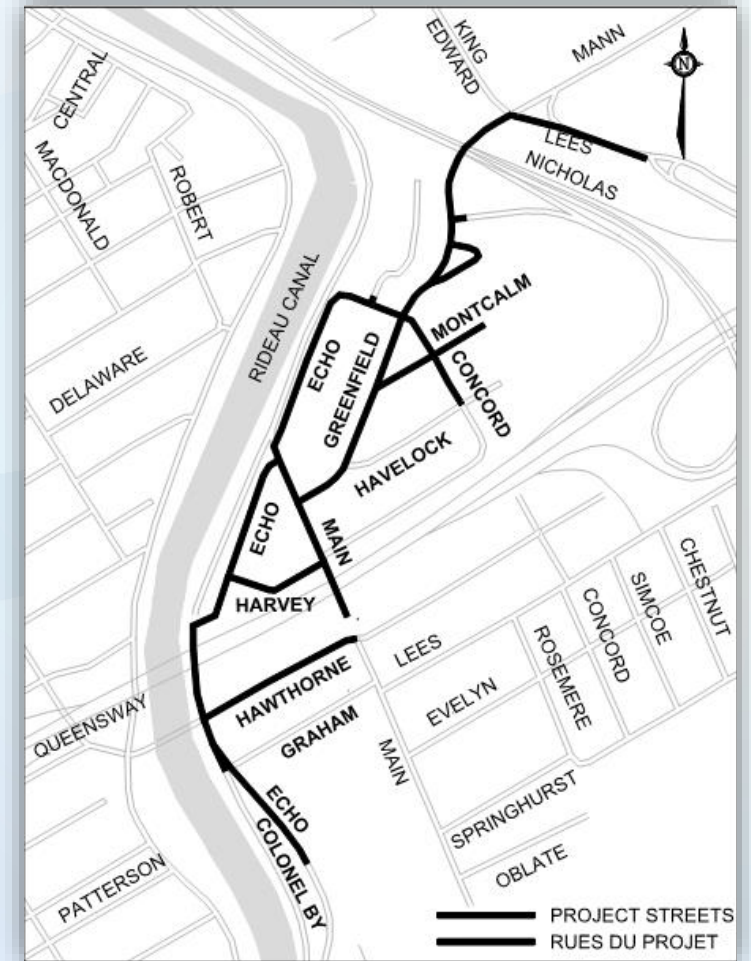 KING
EDWARD
MANN
N
CENTRAL
LEES
NICHOLAS
MACDONALD
ROBERT
RIDEAU CANAL
MONTCALM
ECHO
GREENFIELD
CONCORD
DELAWARE
HAVELOCK
ECHO
MAIN
HARVEY
CHESTNUT
SIMCOE
CONCORD
ROSEMERE
LEES
HAWTHORNE
EVELYN
QUEENSWAY
GRAHAM
MAIN
ECHO
COLONEL BY
SPRINGHURST
OBLATE
PATTERSON
PROJECT STREETS
RUES DU PROJET